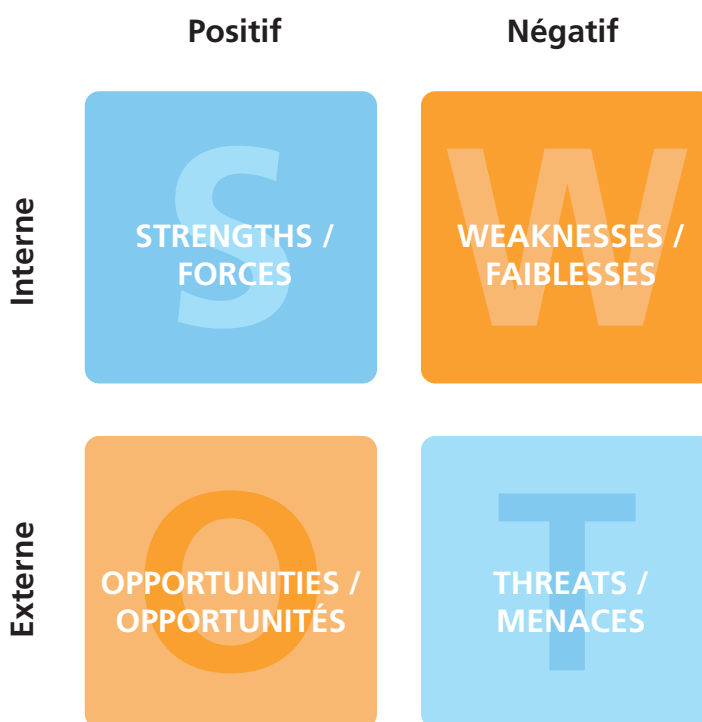 Positif
Négatif
Interne
S
STRENGTHS /
FORCES
W
WEAKNESSES /
FAIBLESSES
Externe
O
OPPORTUNITIES /
OPPORTUNITÉS
T
THREATS /
MENACES